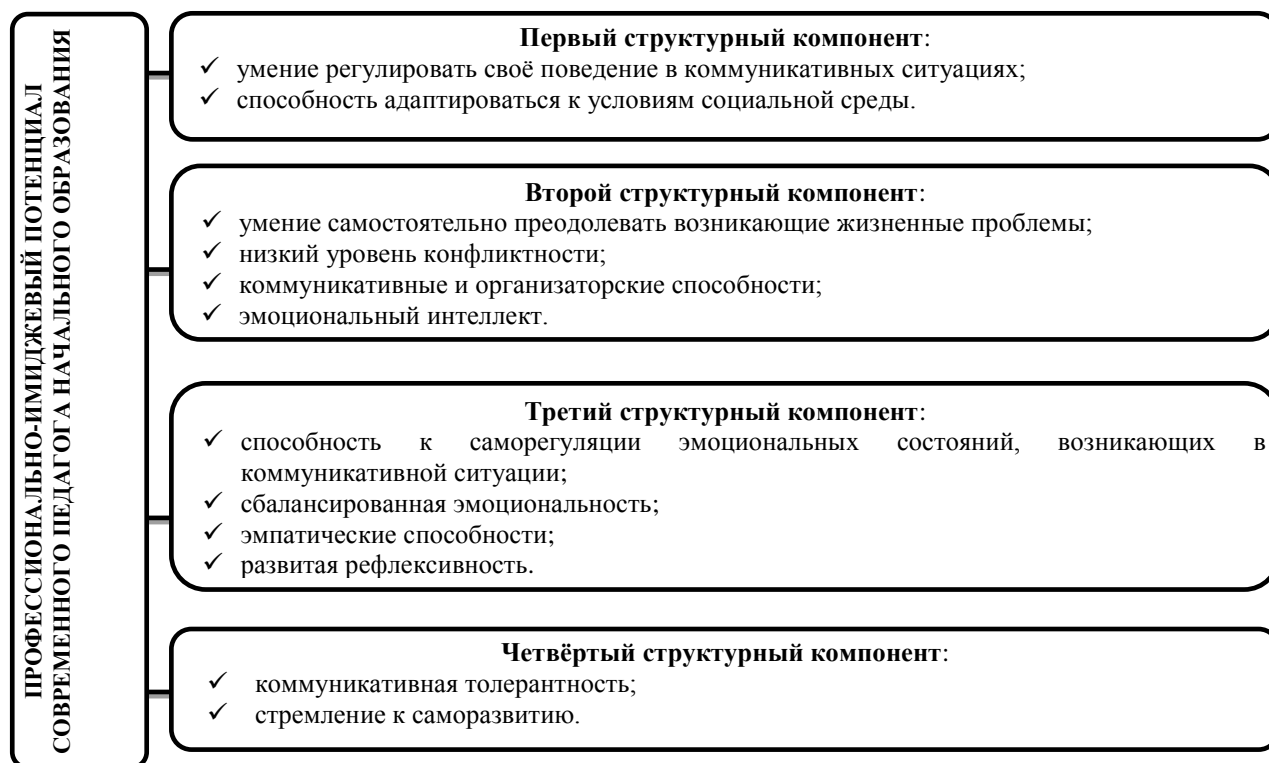 ПРОФЕССИОНАЛЬНО-ИМИДЖЕВЫЙ ПОТЕНЦИАЛ
СОВРЕМЕННОГО ПЕДАГОГА НАЧАЛЬНОГО ОБРАЗОВАНИЯ
Первый структурный компонент:
✓ умение регулировать своё поведение в коммуникативных ситуациях;
✓ способность адаптироваться к условиям социальной среды.
Второй структурный компонент:
✓ умение самостоятельно преодолевать возникающие жизненные проблемы;
✓ низкий уровень конфликтности;
✓ коммуникативные и организаторские способности;
✓ эмоциональный интеллект.
Третий структурный компонент:
✓ способность к саморегуляции эмоциональных состояний, возникающих в
коммуникативной ситуации;
✓ сбалансированная эмоциональность;
✓ эмпатические способности;
✓ развитая рефлексивность.
Четвёртый структурный компонент:
✓ коммуникативная толерантность;
✓ стремление к саморазвитию.